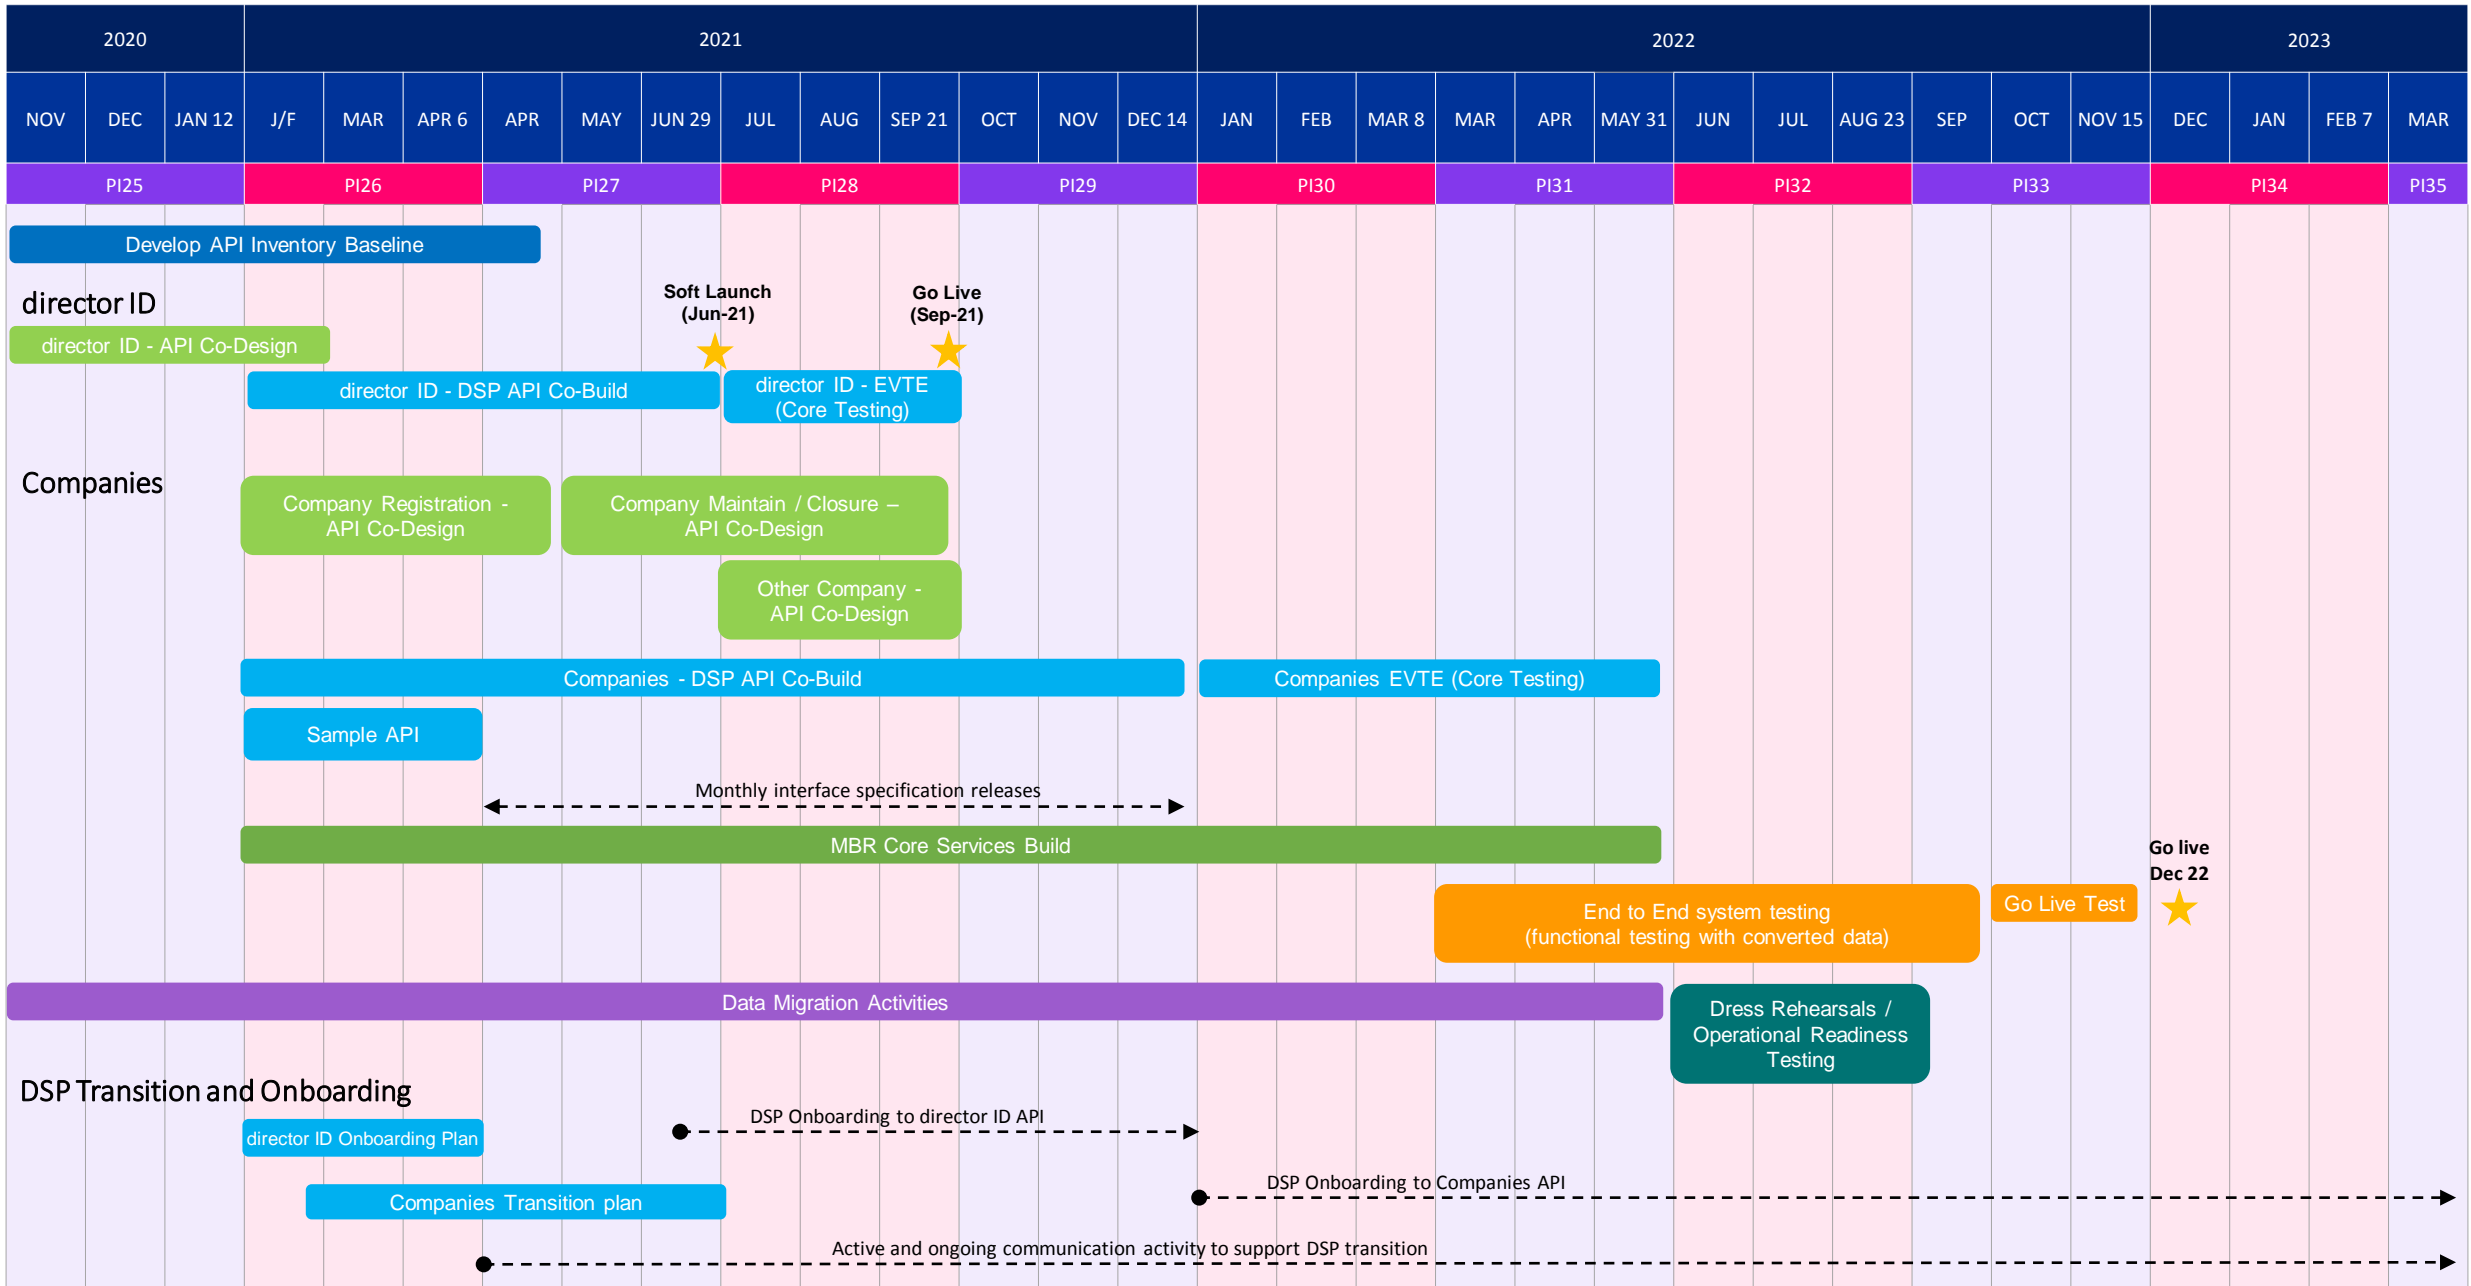 2020
2021
2022
2023
NOV DEC JAN 12 J/F MAR APR 6 APR MAY JUN 29 JUL AUG SEP 21 OCT NOV DEC 14 JAN FEB MAR 8 MAR APR MAY 31 JUN JUL AUG 23 SEP OCT NOV 15 DEC JAN FEB 7 MAR
PI25 PI26 PI27 PI28 PI29 PI30 PI31 PI32 PI33 PI34 PI35
Develop API Inventory Baseline
director ID
Soft Launch
(Jun-21)
Go Live
(Sep-21)
director ID - API Co-Design
director ID - DSP API Co-Build
director ID - EVTE
(Core Testing)
Companies
Company Registration -
API Co-Design
Company Maintain / Closure –
API Co-Design
Other Company -
API Co-Design
Companies - DSP API Co-Build
Companies EVTE (Core Testing)
Sample API
Monthly interface specification releases
MBR Core Services Build
Go live
Dec 22
End to End system testing
(functional testing with converted data)
Go Live Test
Data Migration Activities
Dress Rehearsals /
Operational Readiness
Testing
DSP Transition and Onboarding
director ID Onboarding Plan
DSP Onboarding to director ID API
Companies Transition plan
DSP Onboarding to Companies API
Active and ongoing communication activity to support DSP transition